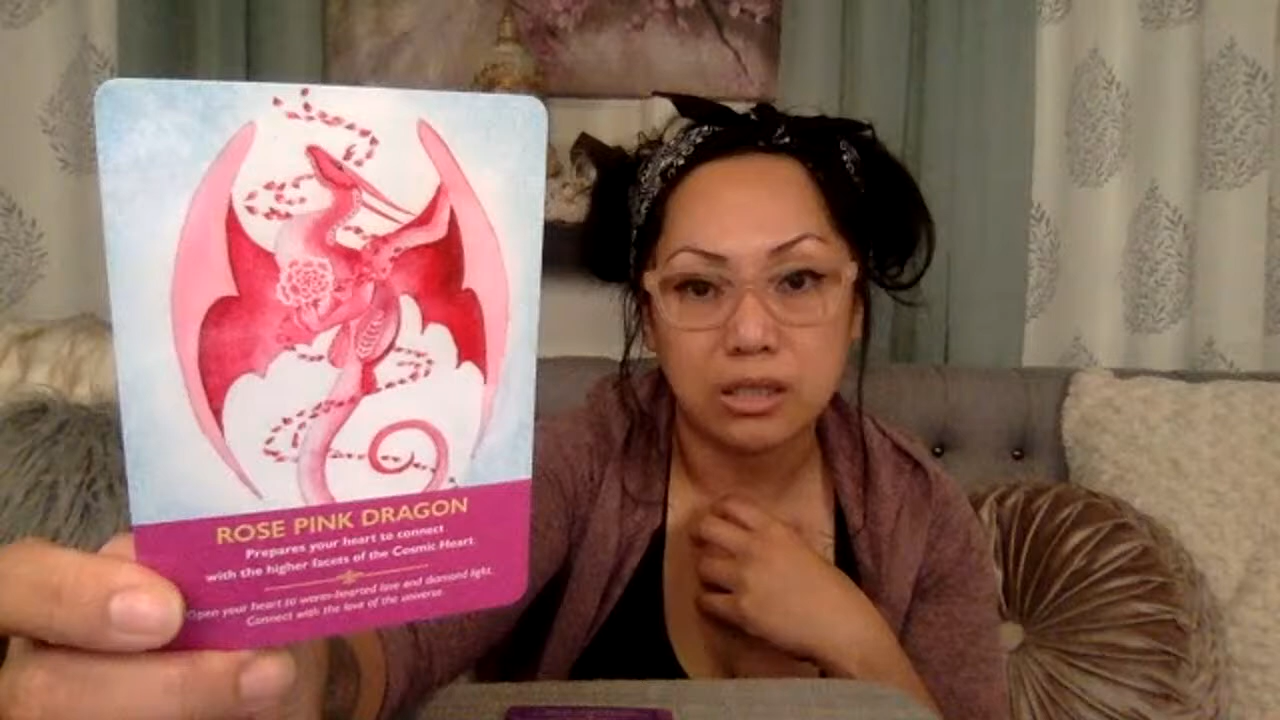 ROSE PINK DRAGON
Prepares your heart to connect
with the higher facets of the Cosmic Heart.
Open your heart to warm-hearted love and diamond light.
Connect with the love of the universe.